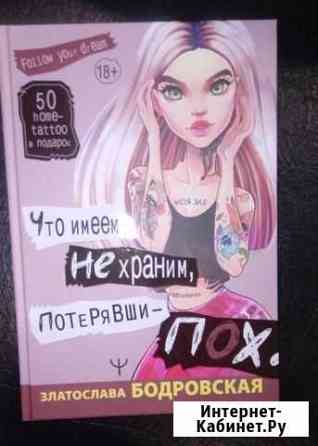 Follow your dream
18+
50
home-
tattoo
в подарок
Что имеем
не храним,
потерявши –
пох.
ЗЛАТОСЛАВА БОДРОВСКАЯ
Интернет-
Кабинет.Ру